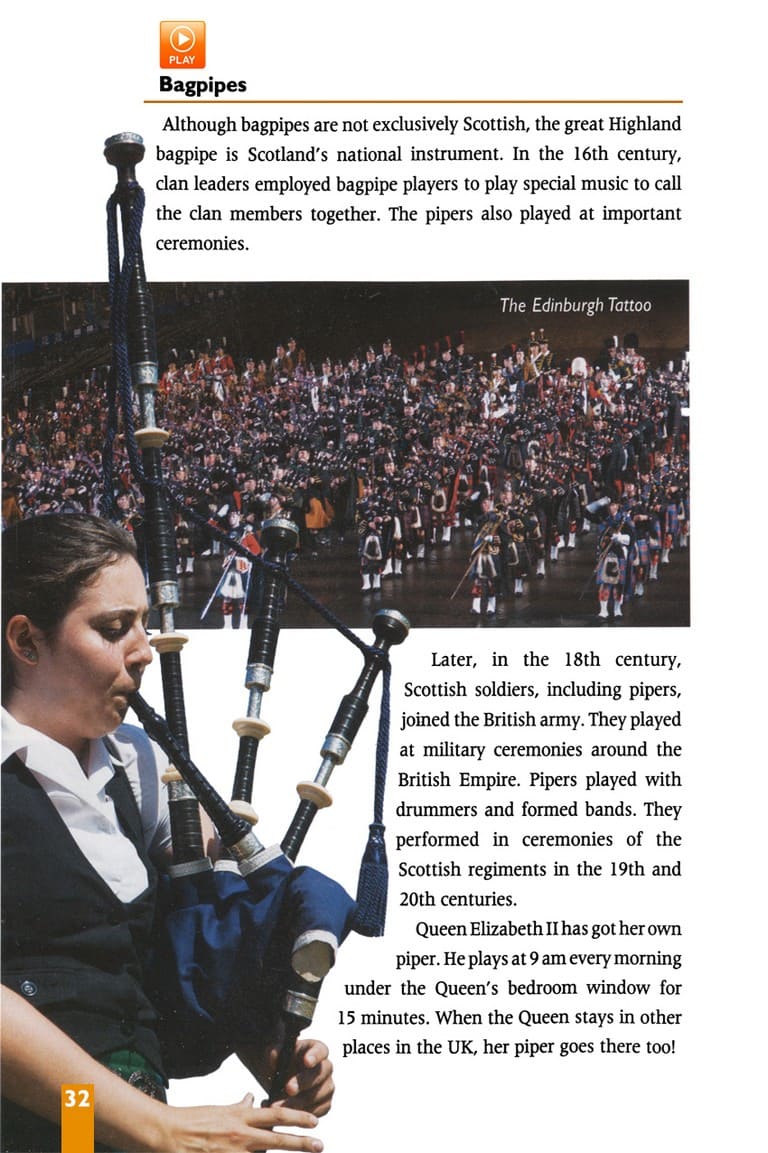 PLAY
Bagpipes
Although bagpipes are not exclusively Scottish, the great Highland
bagpipe is Scotland's national instrument. In the 16th century,
clan leaders employed bagpipe players to play special music to call
the clan members together. The pipers also played at important
ceremonies.
The Edinburgh Tattoo
Later, in the 18th century,
Scottish soldiers, including pipers,
joined the British army. They played
at military ceremonies around the
British Empire. Pipers played with
drummers and formed bands. They
performed in ceremonies of the
Scottish regiments in the 19th and
20th centuries.
Queen Elizabeth II has got her own
piper. He plays at 9 am every morning
under the Queen's bedroom window for
15 minutes. When the Queen stays in other
places in the UK, her piper goes there too!
32